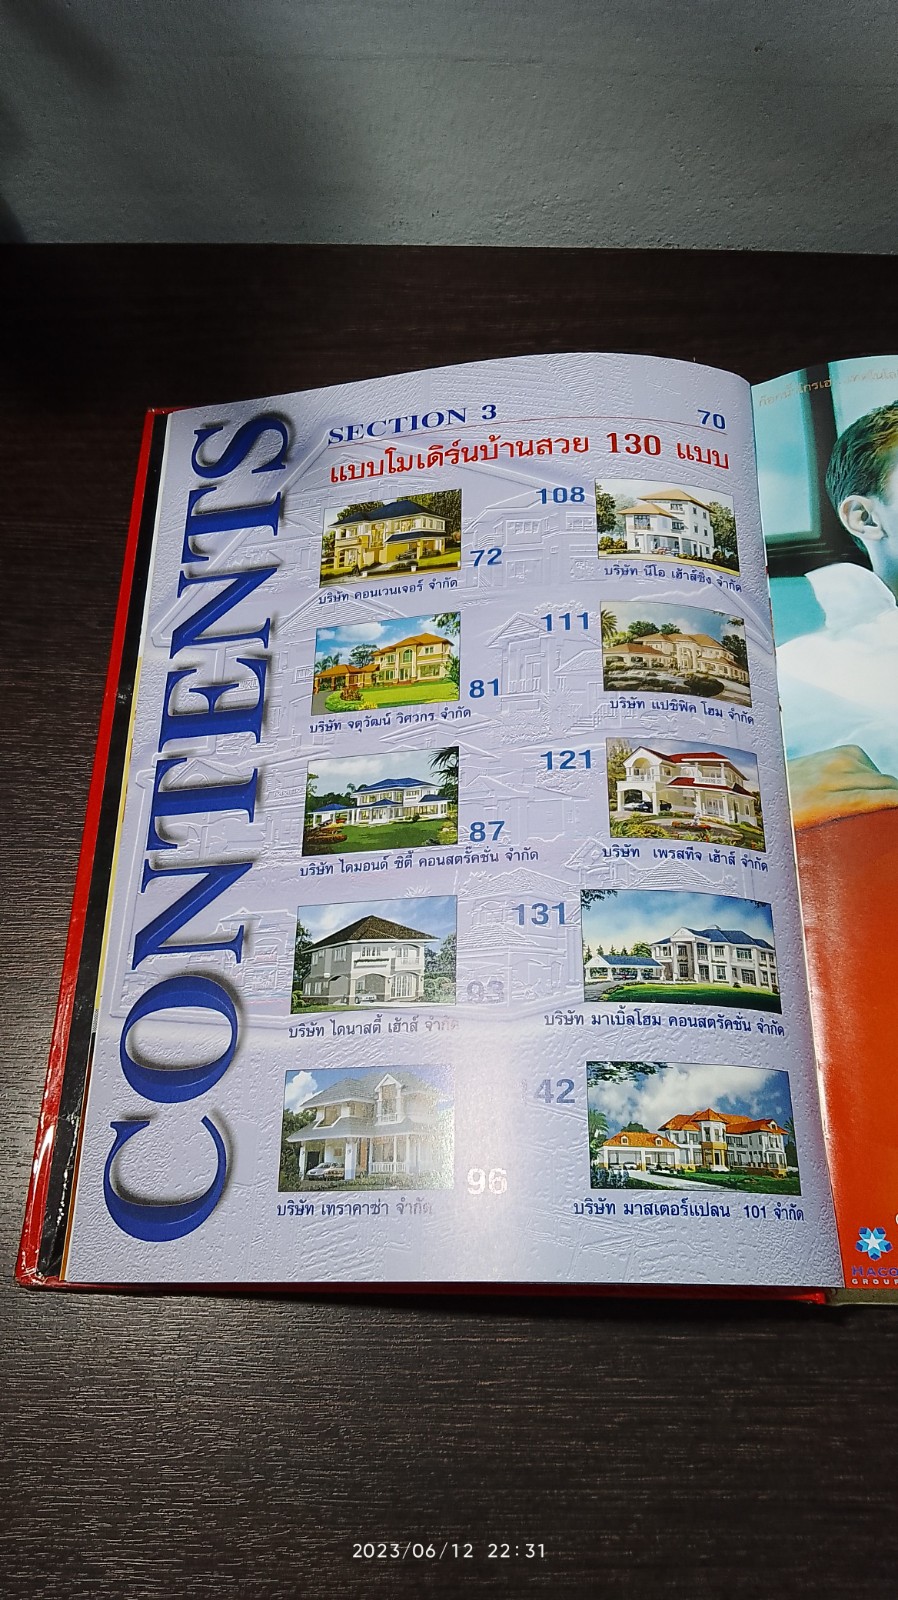 CONTENTS
SECTION 3
70
แบบโมเดิร์นบ้านสวย 130 แบบ
72
บริษัท คอนเวนเจอร์ จำกัด
81
บริษัท จตุวัฒน์ วิศวกร จำกัด
87
บริษัท ไดมอนด์ ซิตี้ คอนสตรั๊คชั่น จำกัด
93
บริษัท ไดนาสตี้ เฮ้าส์ จำกัด
96
บริษัท เทราคาซ่า จำกัด
108
บริษัท นีโอ เฮ้าส์ซิ่ง จำกัด
111
บริษัท แปซิฟิค โฮม จำกัด
121
บริษัท เพรสทีจ เฮ้าส์ จำกัด
131
บริษัท มาเบิ้ลโฮม คอนสตรัคชั่น จำกัด
142
บริษัท มาสเตอร์แปลน 101 จำกัด
GROUP
2023/06/12 22:31